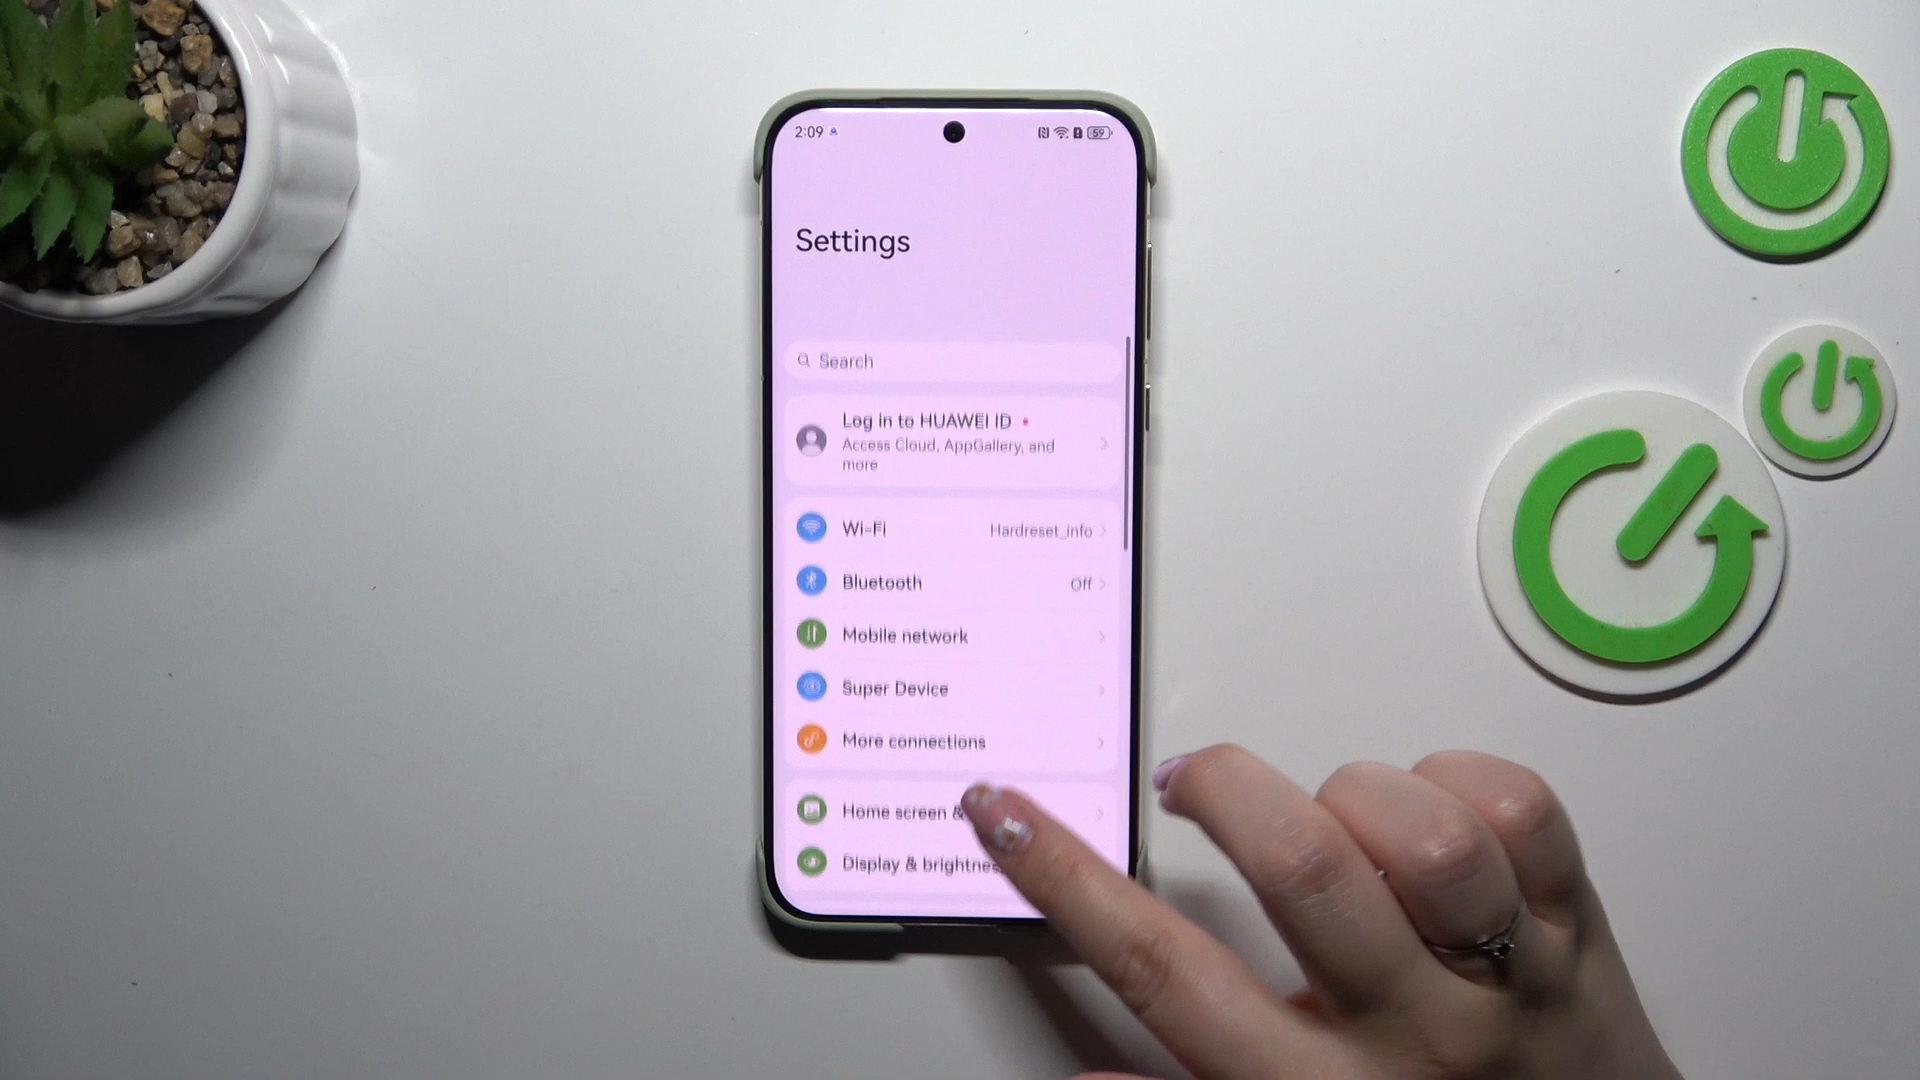 2:09
59
Settings
Search
Log in to HUAWEI ID
Access Cloud, AppGallery, and
more
Wi-Fi
Hardreset_info
Bluetooth
Off
Mobile network
Super Device
More connections
Home screen &
Display & brightness